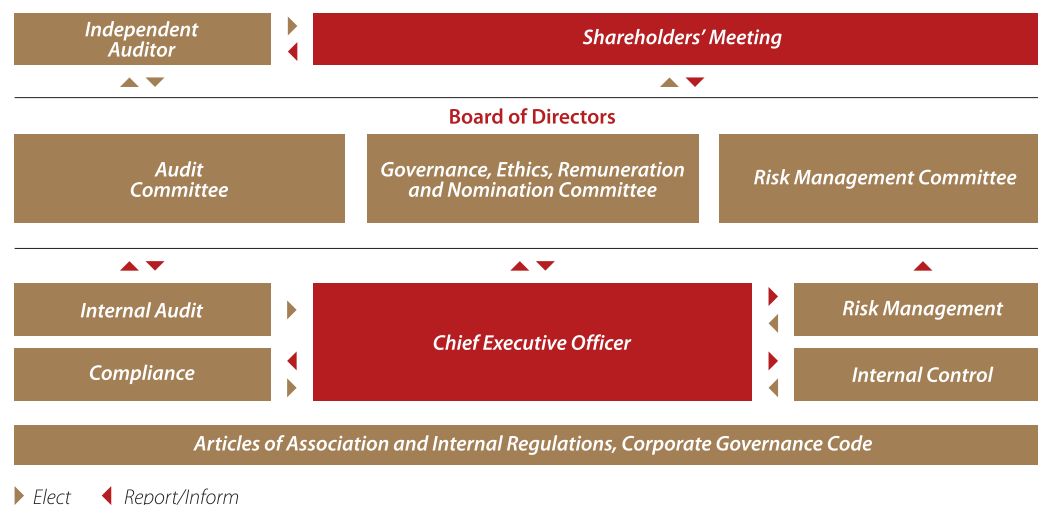 Independent
Auditor
Shareholders’ Meeting
Board of Directors
Audit
Committee
Governance, Ethics, Remuneration
and Nomination Committee
Risk Management Committee
Internal Audit
Chief Executive Officer
Risk Management
Compliance
Internal Control
Articles of Association and Internal Regulations, Corporate Governance Code
Elect
Report/Inform